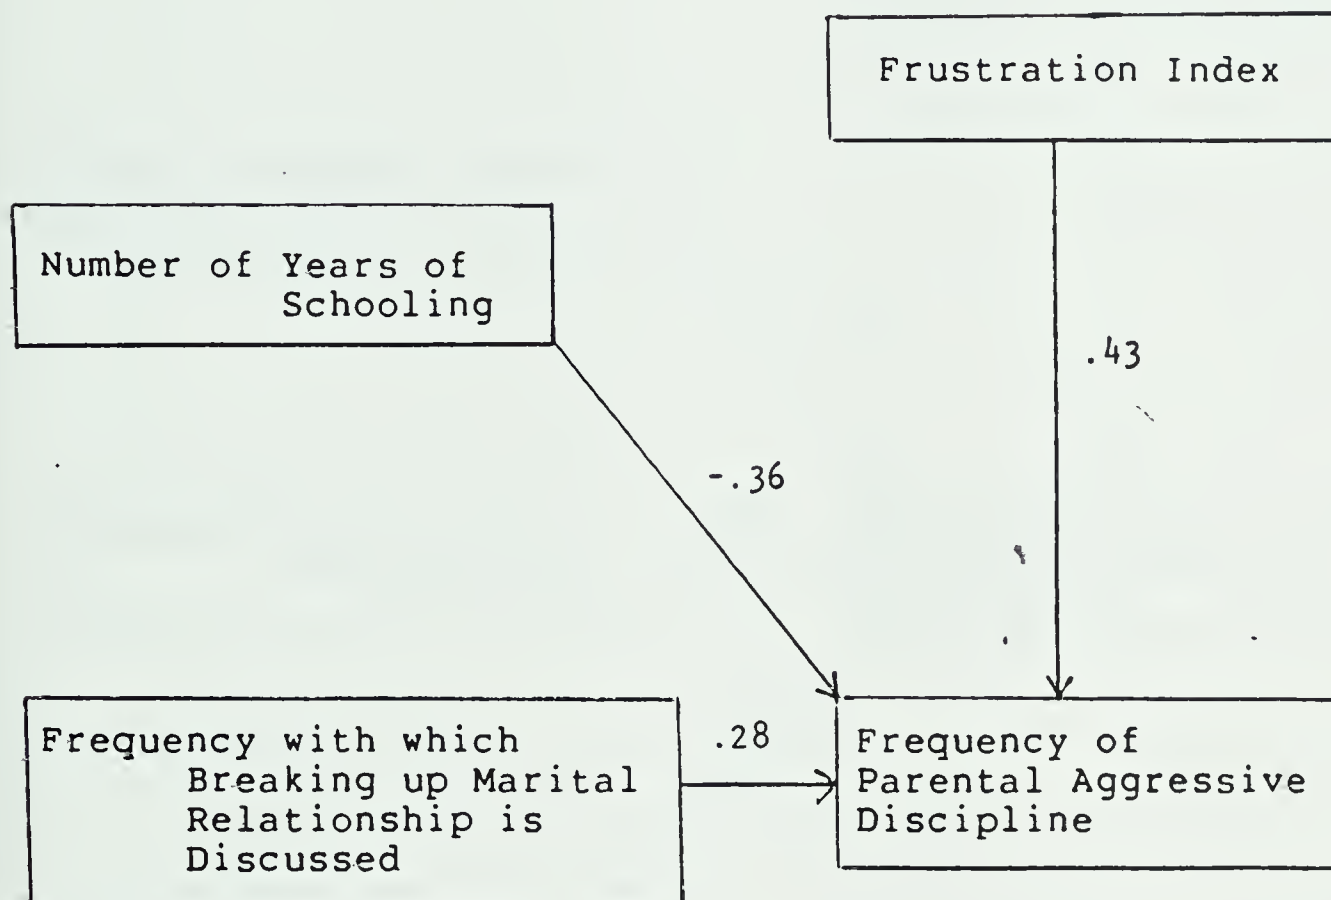 Frustration Index
Number of Years of
Schooling
.43
-.36
Frequency with which
Breaking up Marital
Relationship is
Discussed
.28
Frequency of
Parental Aggressive
Discipline